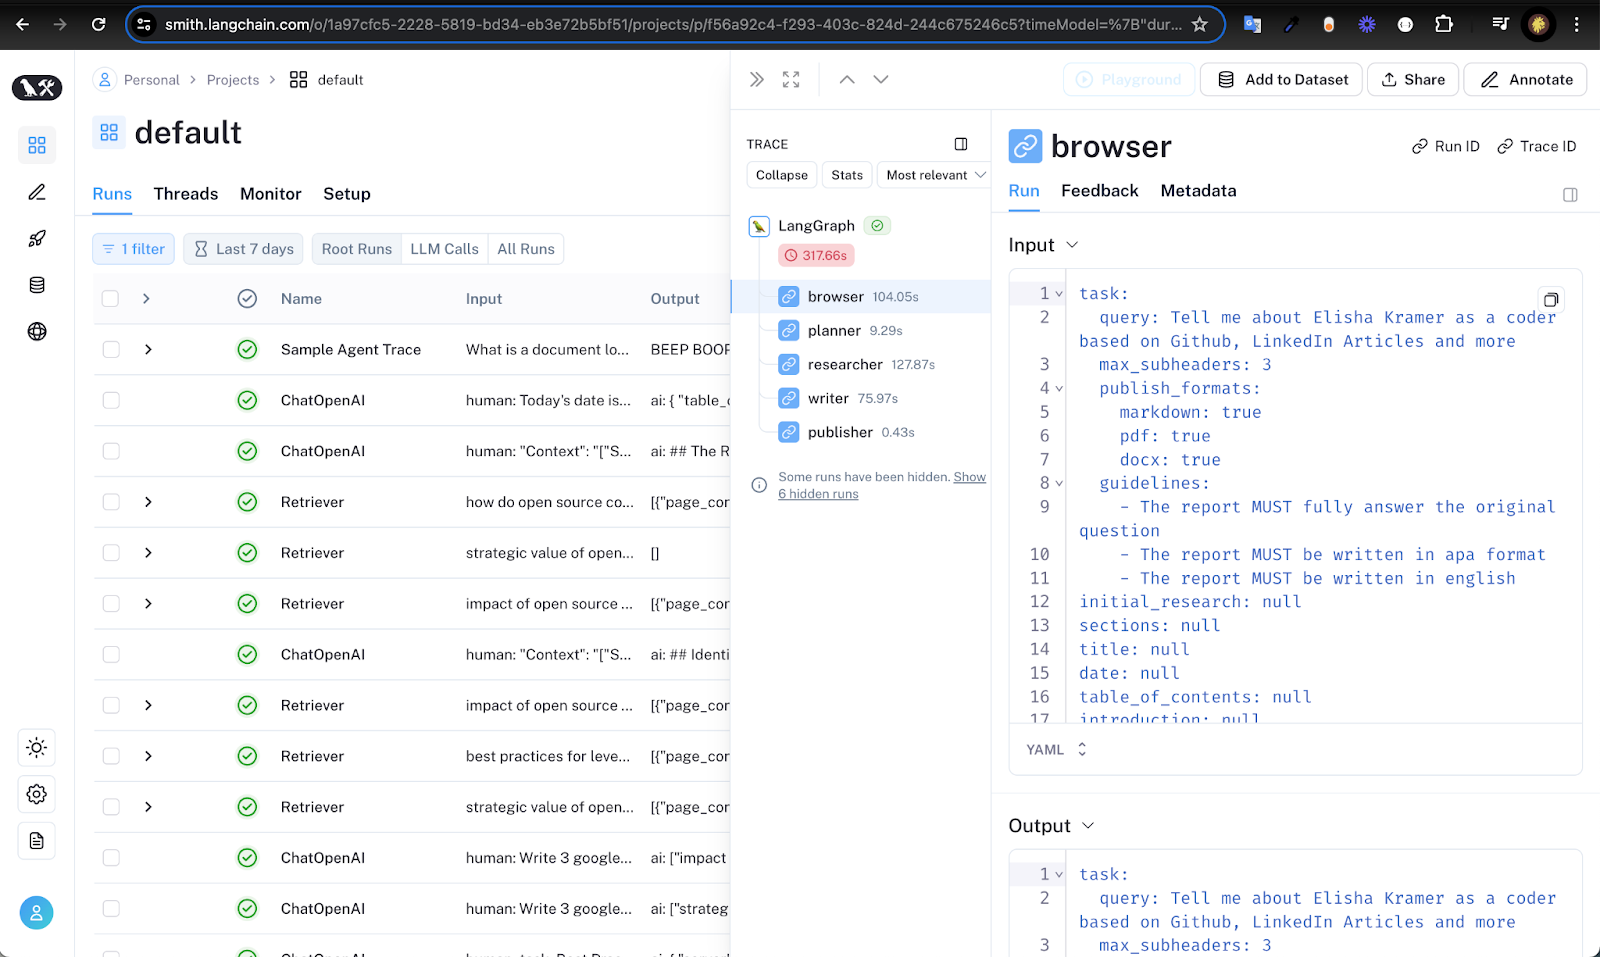 smith.langchain.com/o/1a97cfc5-2228-5819-bd34-eb3e72b5bf51/projects/p/f56a92c4-f293-403c-824d-244c675246c5?timeModel=%7B"dur...
Personal > Projects > default
default
Runs Threads Monitor Setup
1 filter Last 7 days Root Runs LLM Calls All Runs
Name Input Output
Sample Agent Trace What is a document lo... BEEP BOOP
ChatOpenAI human: Today's date is... ai: { "table_c
ChatOpenAI human: "Context": "["S... ai: ## The R
Retriever how do open source co... [{"page_cor
Retriever strategic value of open... []
Retriever impact of open source ... [{"page_cor
ChatOpenAI human: "Context": "["S... ai: ## Identi
Retriever impact of open source ... [{"page_cor
Retriever best practices for leve... [{"page_cor
Retriever strategic value of open... [{"page_cor
ChatOpenAI human: Write 3 google... ai: ["impact
ChatOpenAI human: Write 3 google... ai: ["strateg
Playground Add to Dataset Share Annotate
TRACE
Collapse Stats Most relevant
LangGraph
317.66s
browser 104.05s
planner 9.29s
researcher 127.87s
writer 75.97s
publisher 0.43s
Some runs have been hidden. Show
6 hidden runs
browser
Run ID Trace ID
Run Feedback Metadata
Input
1 task:
2 query: Tell me about Elisha Kramer as a coder
based on Github, LinkedIn Articles and more
3 max_subheaders: 3
4 publish_formats:
5 markdown: true
6 pdf: true
7 docx: true
8 guidelines:
9 - The report MUST fully answer the original
question
10 - The report MUST be written in apa format
11 - The report MUST be written in english
12 initial_research: null
13 sections: null
14 title: null
15 date: null
16 table_of_contents: null
17 introduction: null
YAML
Output
1 task:
2 query: Tell me about Elisha Kramer as a coder
based on Github, LinkedIn Articles and more
3 max_subheaders: 3